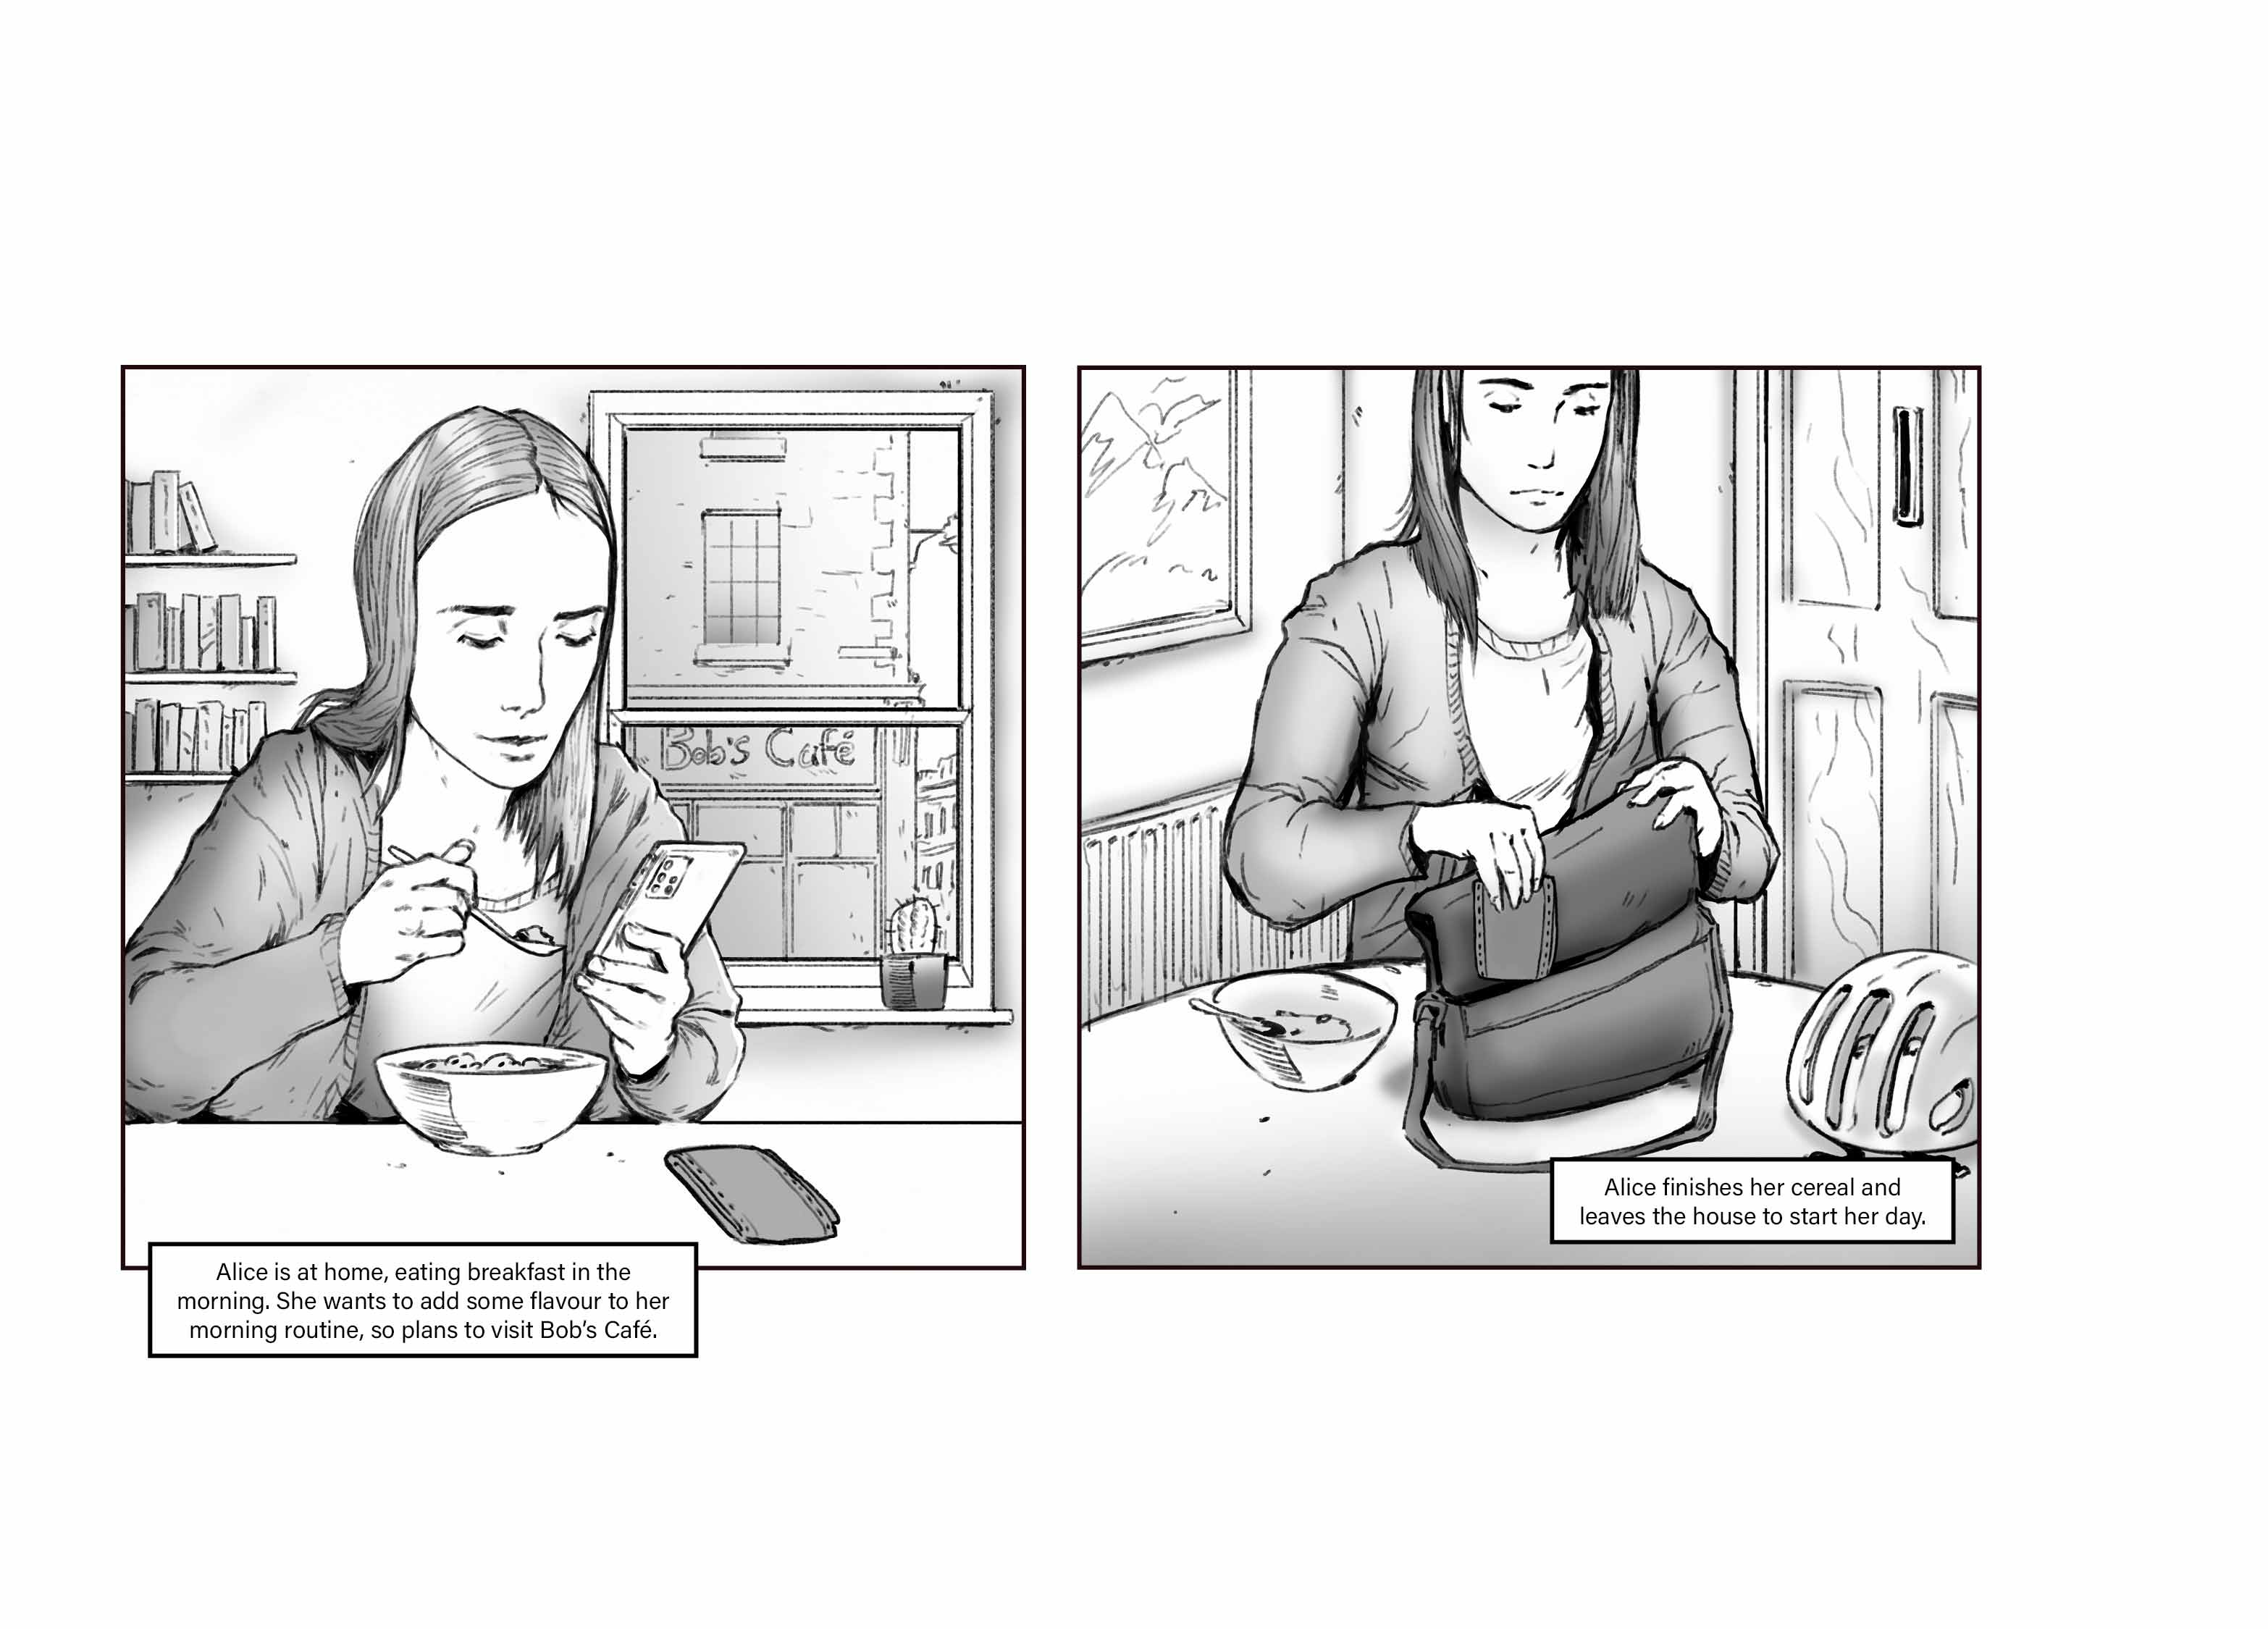 Bob's Café
Alice is at home, eating breakfast in the
morning. She wants to add some flavour to her
morning routine, so plans to visit Bob's Café.
Alice finishes her cereal and
leaves the house to start her day.